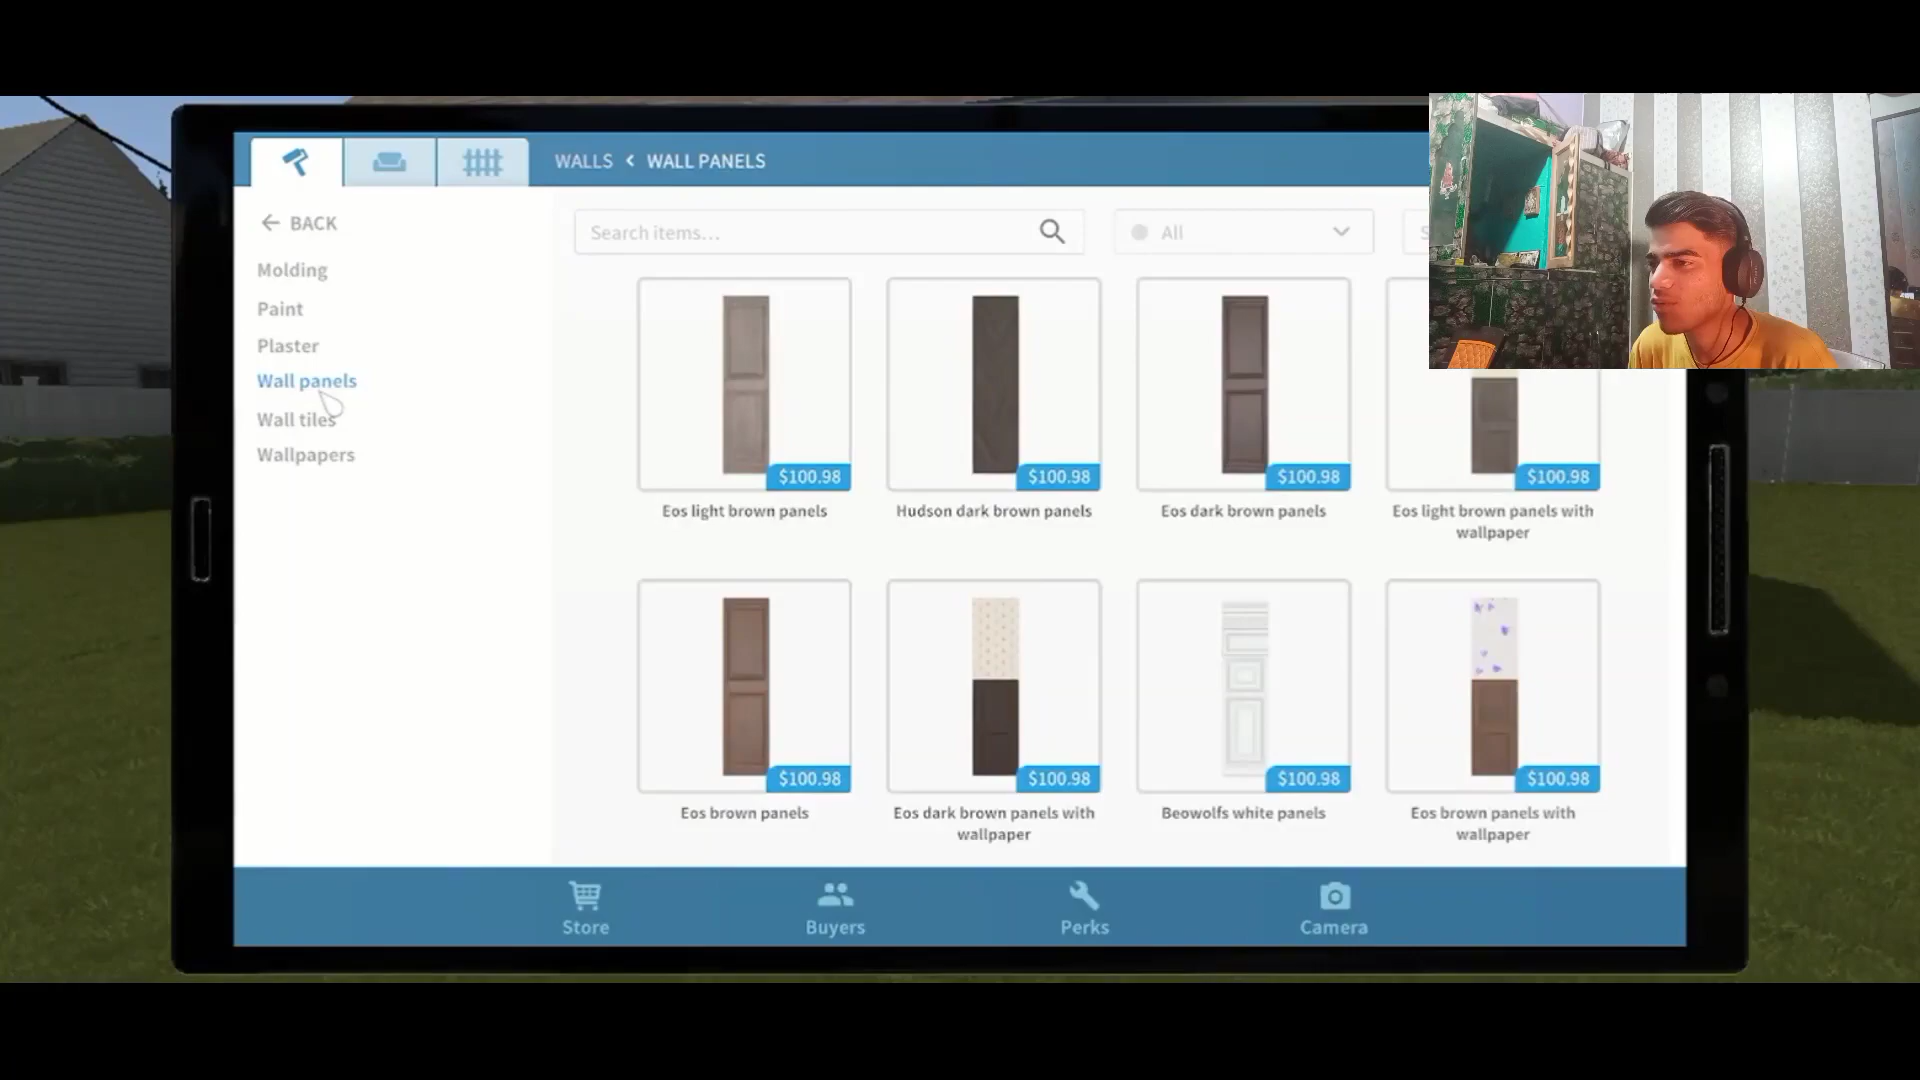 WALLS < WALL PANELS
BACK
Molding
Paint
Plaster
Wall panels
Wall tiles
Wallpapers
Search items...
All
$100.98
$100.98
$100.98
$100.98
Eos light brown panels
Hudson dark brown panels
Eos dark brown panels
Eos light brown panels with
wallpaper
$100.98
$100.98
$100.98
$100.98
Eos brown panels
Eos dark brown panels with
wallpaper
Beowolfs white panels
Eos brown panels with
wallpaper
Store
Buyers
Perks
Camera